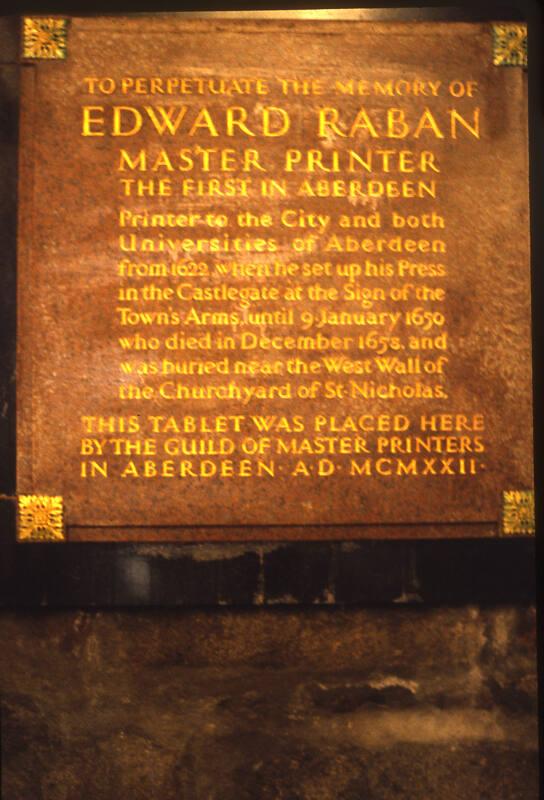 TO PERPETUATE THE MEMORY OF
EDWARD RABAN
MASTER PRINTER
THE FIRST IN ABERDEEN
Printer to the City and both
Universities of Aberdeen
from 1622, when he set up his Press
in the Castlegate at the Sign of the
Town's Arms, until 9·January 1650
who died in December 1658, and
was buried near the West Wall of
the Churchyard of St·Nicholas.
THIS TABLET WAS PLACED HERE
BY THE GUILD OF MASTER PRINTERS
IN ABERDEEN· A·D· MCMXXII·